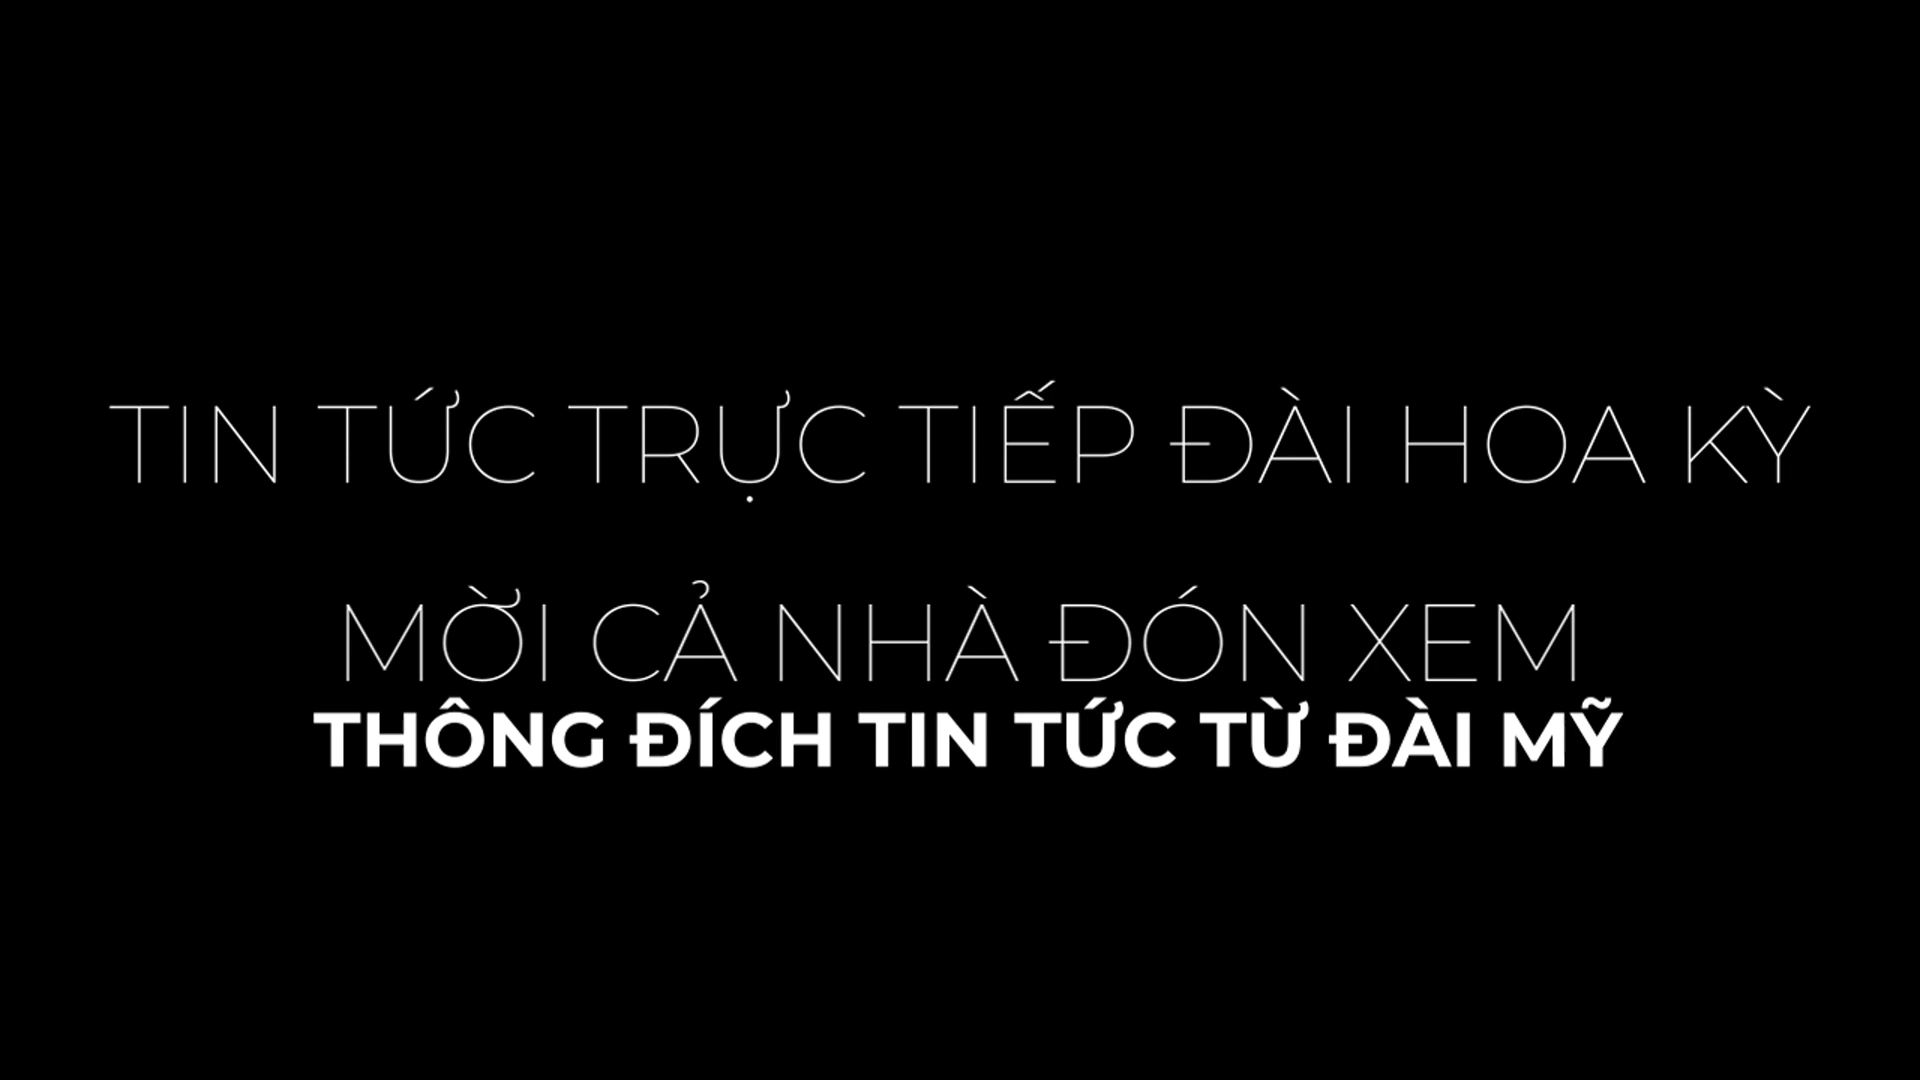 TIN TỨC TRỰC TIẾP ĐÀI HOA KỲ
MỜI CẢ NHÀ ĐÓN XEM
THÔNG ĐÍCH TIN TỨC TỪ ĐÀI MỸ